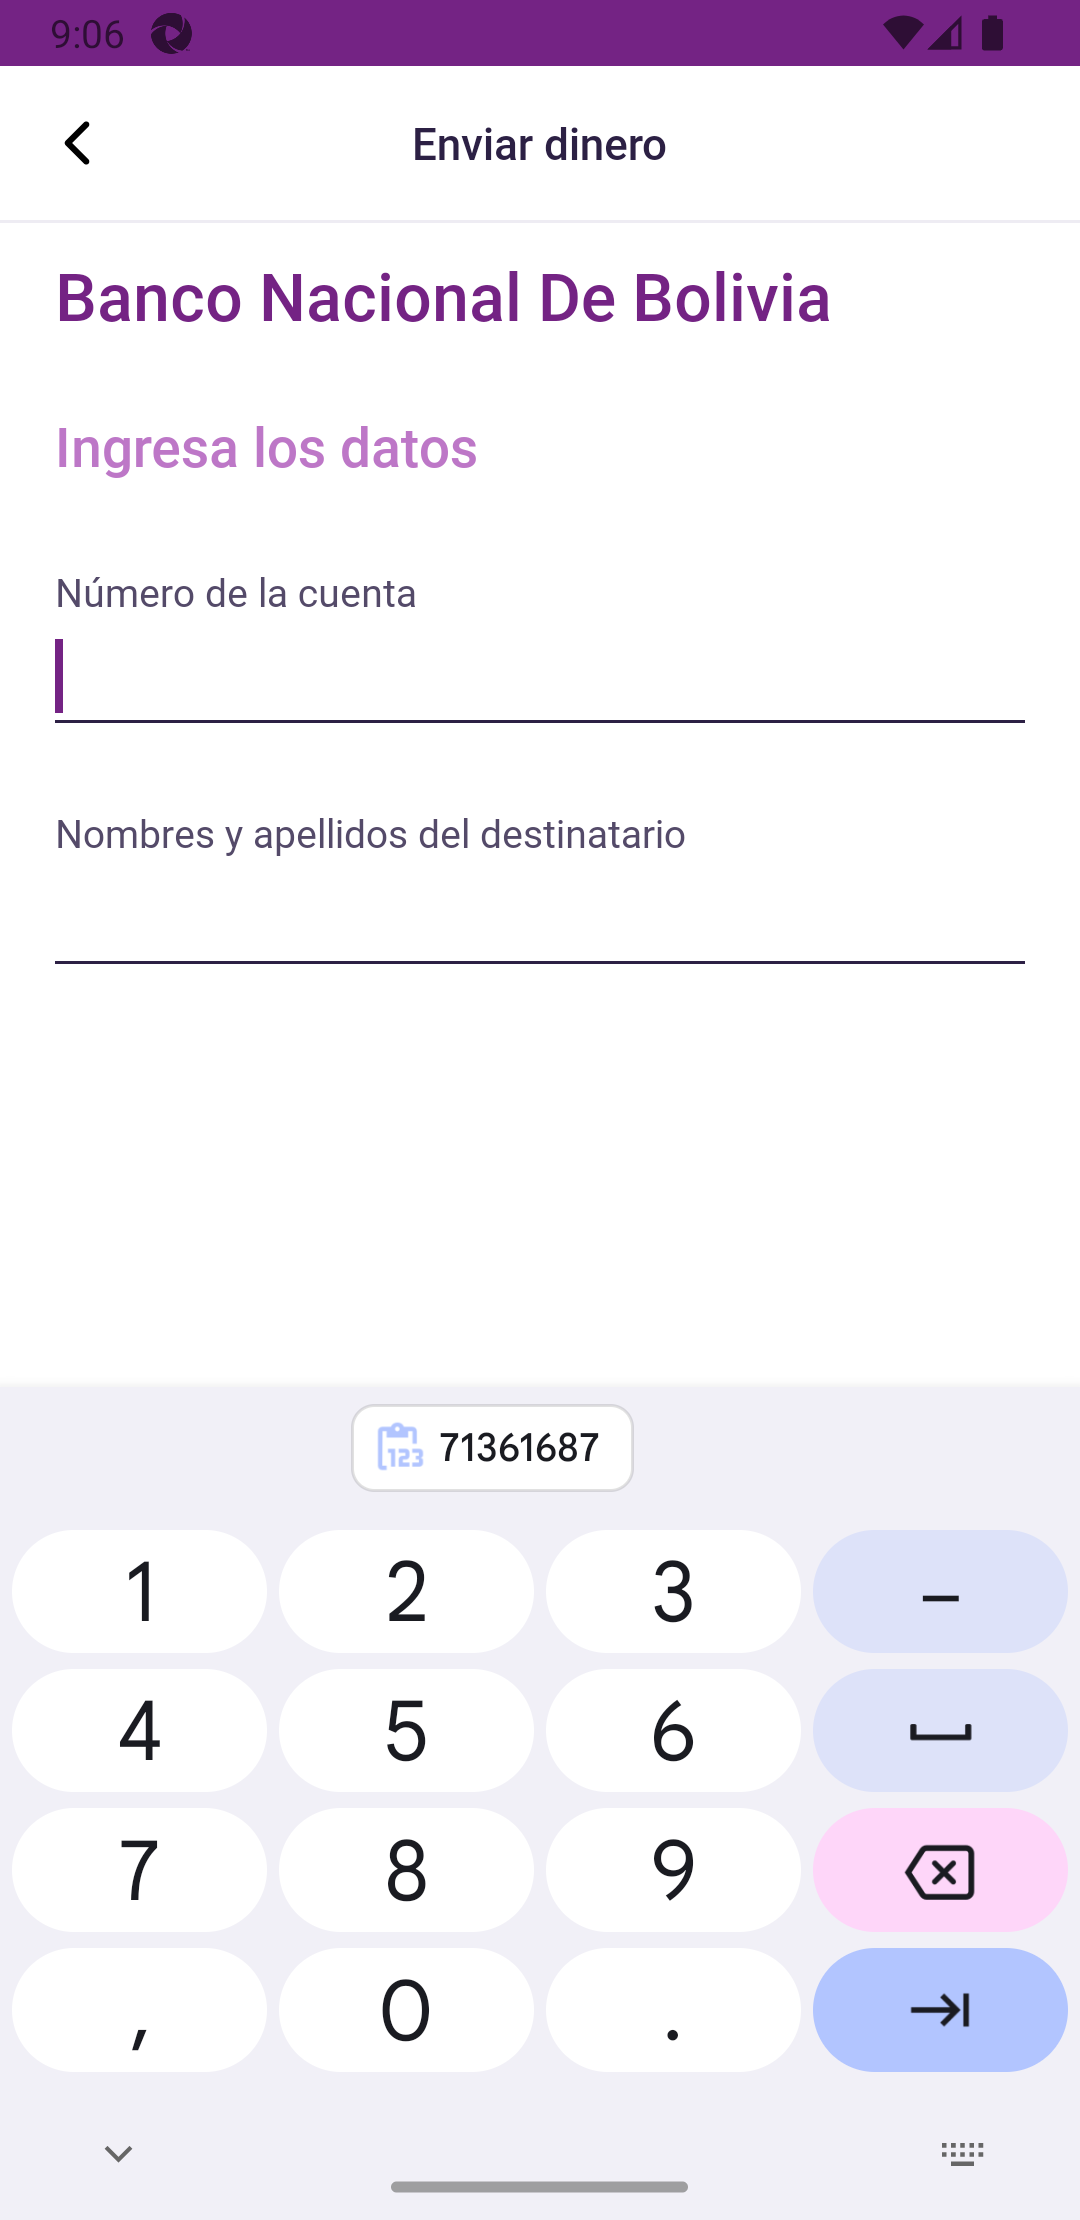 9:06
Enviar dinero
Banco Nacional De Bolivia
Ingresa los datos
Número de la cuenta
Nombres y apellidos del destinatario
123 71361687
1 2 3 –
4 5 6
7 8 9
, 0 .